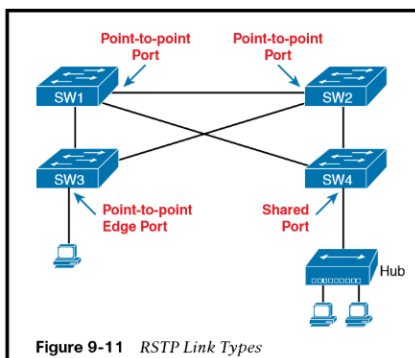 Point-to-point
Port
Point-to-point
Port
SW1
SW2
SW3
SW4
Point-to-point
Edge Port
Shared
Port
Hub
Figure 9-11 RSTP Link Types